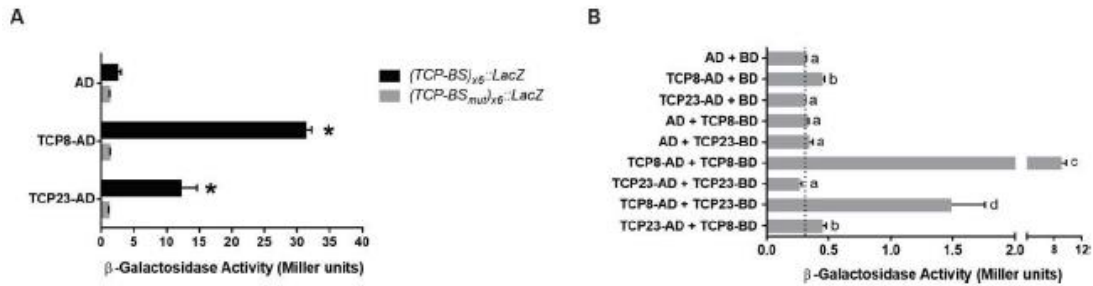 A
AD
TCP8-AD
TCP23-AD
*
*
0 5 10 15 20 25 30 35 40
β-Galactosidase Activity (Miller units)
(TCP-BS)x6::LacZ
(TCP-BSmut)x6::LacZ
B
AD + BD a
TCP8-AD + BD b
TCP23-AD + BD a
AD + TCP8-BD a
AD + TCP23-BD a
TCP8-AD + TCP8-BD c
TCP23-AD + TCP23-BD a
TCP8-AD + TCP23-BD d
TCP23-AD + TCP8-BD b
0.0 0.5 1.0 1.5 2.0 8 12
β-Galactosidase Activity (Miller units)